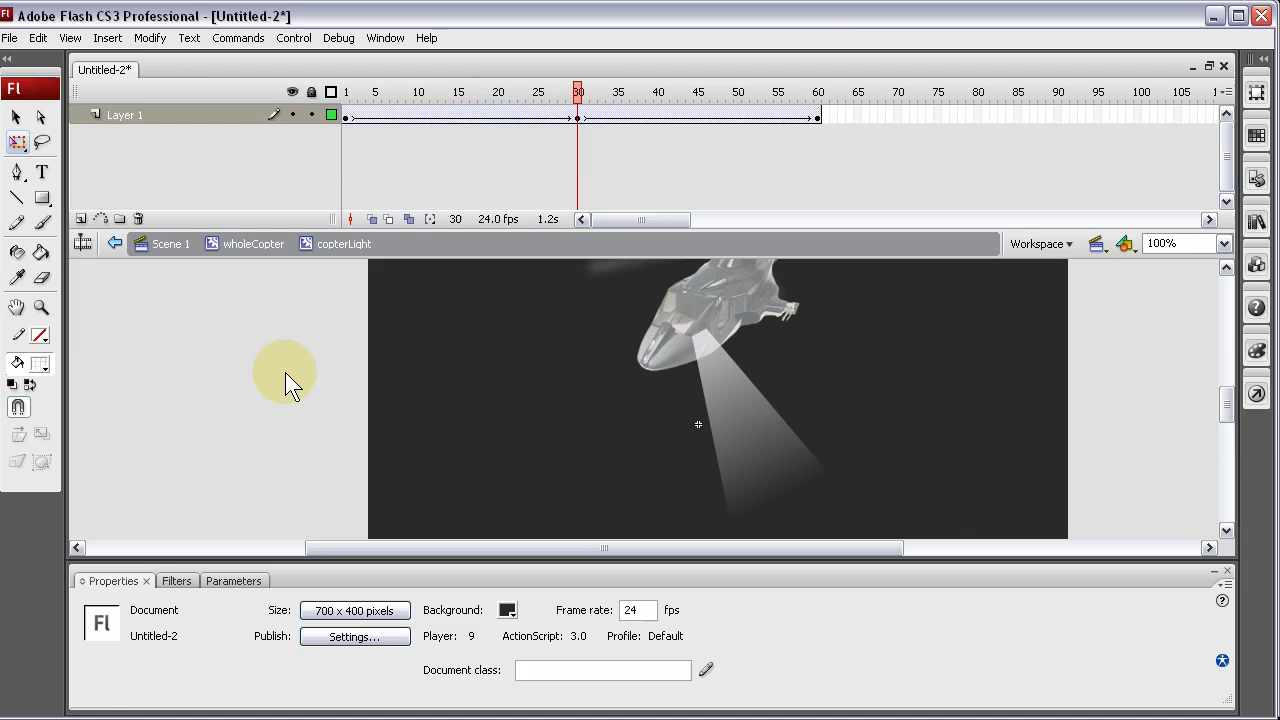 Fl Adobe Flash CS3 Professional - [Untitled-2*]
File Edit View Insert Modify Text Commands Control Debug Window Help
Untitled-2*
Fl
1 5 10 15 20 25 30 35 40 45 50 55 60 65 70 75 80 85 90 95 100 105 1
Layer 1
30 24.0 fps 1.2s
Scene 1 wholeCopter copterLight Workspace 100%
Properties Filters Parameters
Fl Document Size: 700 x 400 pixels Background: Frame rate: 24 fps
Untitled-2 Publish: Settings... Player: 9 ActionScript: 3.0 Profile: Default
Document class: